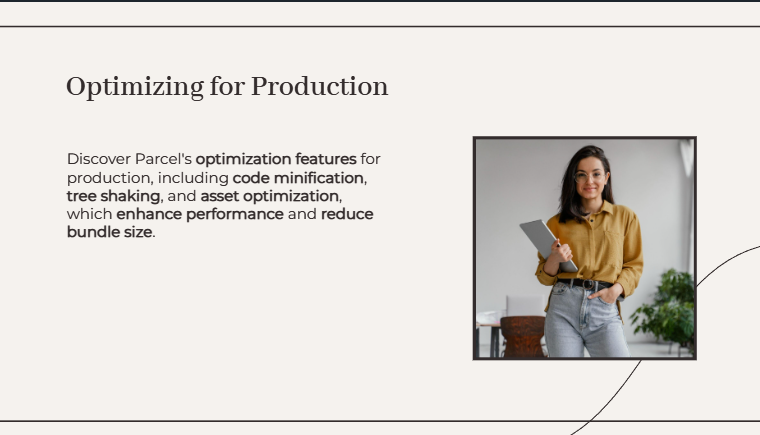 Optimizing for Production
Discover Parcel's optimization features for
production, including code minification,
tree shaking, and asset optimization,
which enhance performance and reduce
bundle size.